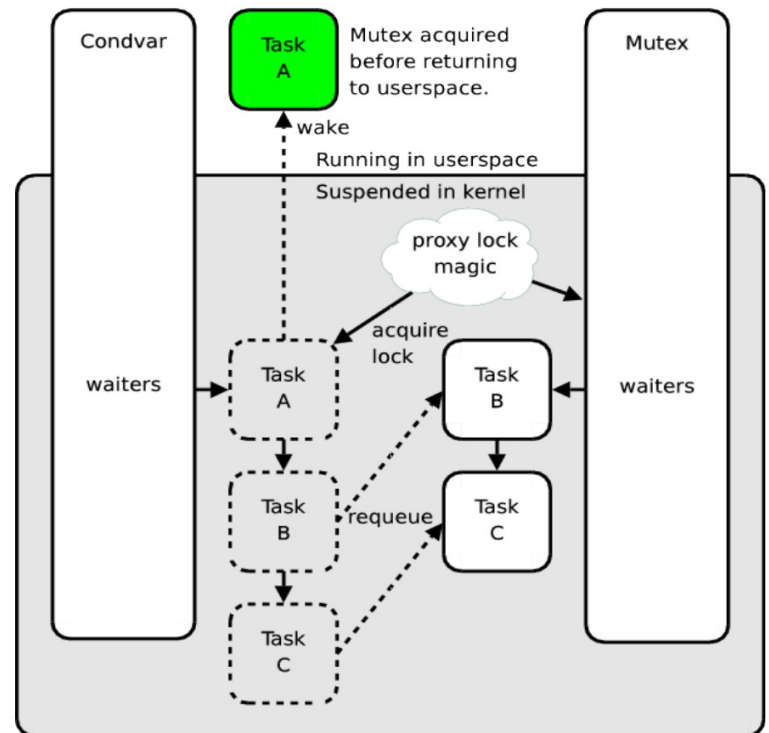 Condvar
Task
A
Mutex acquired
before returning
to userspace.
Mutex
wake
Running in userspace
Suspended in kernel
proxy lock
magic
acquire
lock
waiters
Task
A
Task
B
waiters
Task
B
requeue
Task
C
Task
C